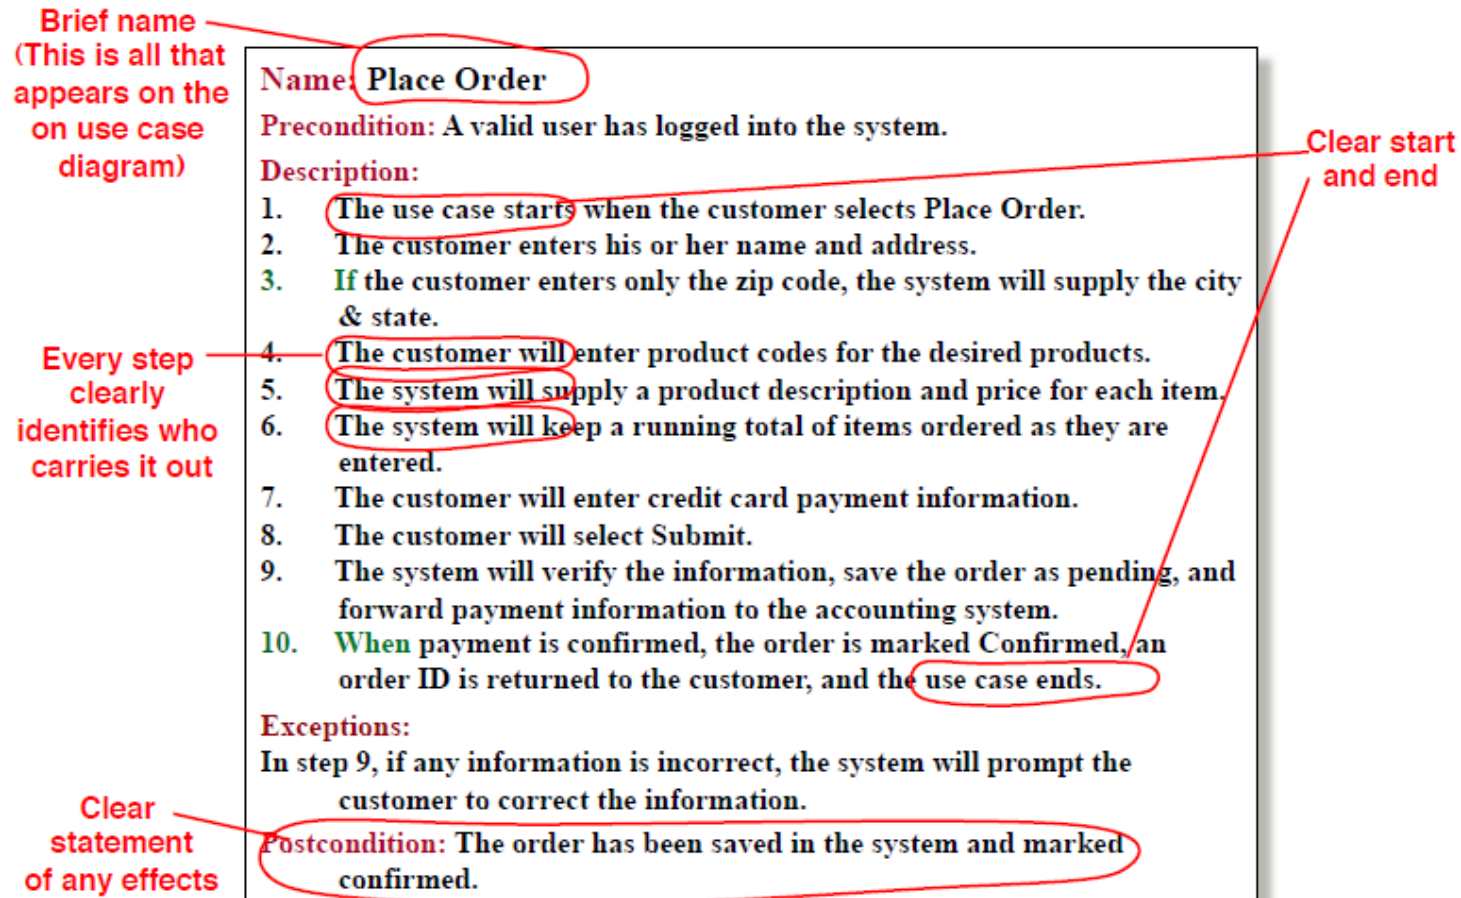 Brief name
(This is all that
appears on the
on use case
diagram)
Name: Place Order
Precondition: A valid user has logged into the system.
Description:
1. The use case starts when the customer selects Place Order.
2. The customer enters his or her name and address.
3. If the customer enters only the zip code, the system will supply the city
& state.
4. The customer will enter product codes for the desired products.
5. The system will supply a product description and price for each item.
6. The system will keep a running total of items ordered as they are
entered.
7. The customer will enter credit card payment information.
8. The customer will select Submit.
9. The system will verify the information, save the order as pending, and
forward payment information to the accounting system.
10. When payment is confirmed, the order is marked Confirmed, an
order ID is returned to the customer, and the use case ends.
Exceptions:
In step 9, if any information is incorrect, the system will prompt the
customer to correct the information.
Postcondition: The order has been saved in the system and marked
confirmed.
Clear start
and end
Every step
clearly
identifies who
carries it out
Clear
statement
of any effects